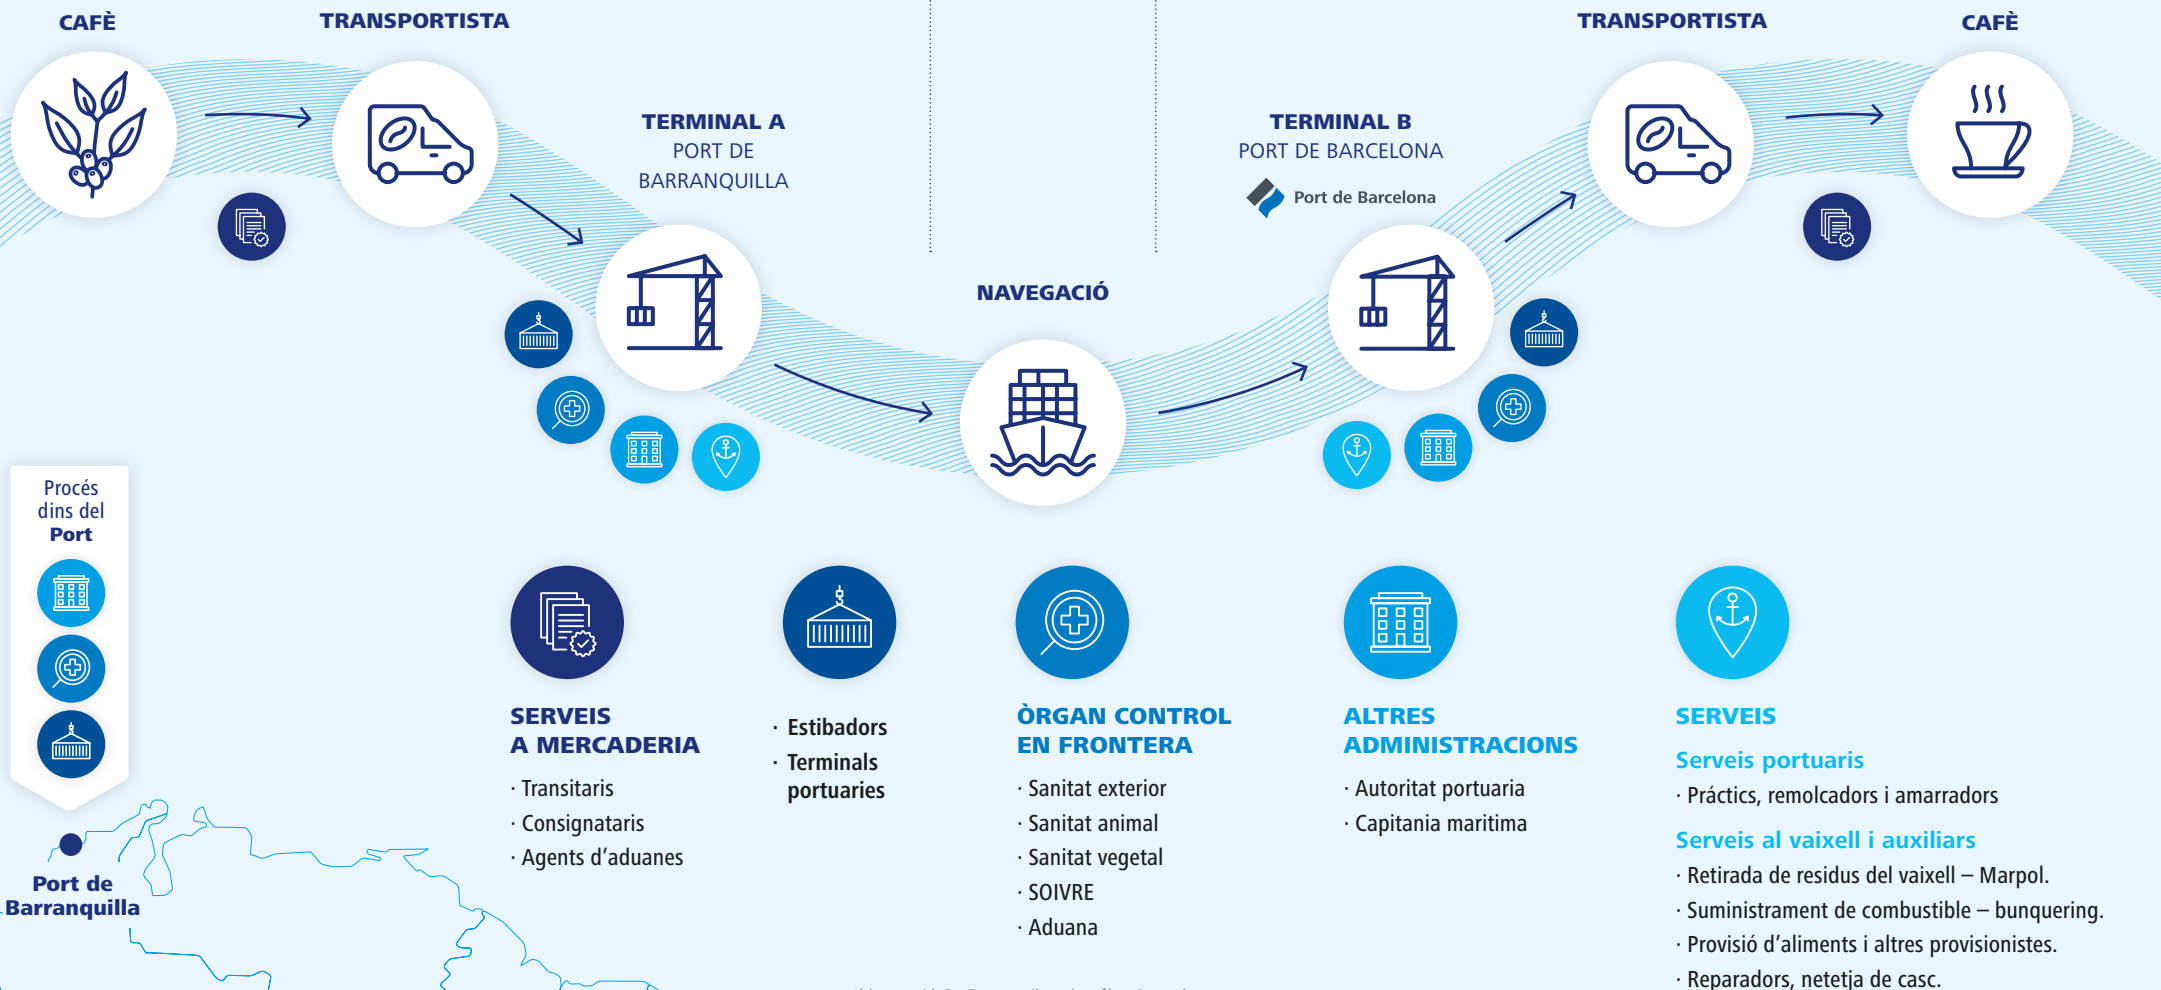 CAFÈ
TRANSPORTISTA
TRANSPORTISTA
CAFÈ
TERMINAL A
PORT DE
BARRANQUILLA
TERMINAL B
PORT DE BARCELONA
Port de Barcelona
NAVEGACIÓ
Procés
dins del
Port
SERVEIS
A MERCADERIA
· Transitaris
· Consignataris
· Agents d'aduanes
· Estibadors
· Terminals
portuaries
ÒRGAN CONTROL
EN FRONTERA
· Sanitat exterior
· Sanitat animal
· Sanitat vegetal
· SOIVRE
· Aduana
ALTRES
ADMINISTRACIONS
· Autoritat portuaria
· Capitania maritima
SERVEIS
Serveis portuaris
· Práctics, remolcadors i amarradors
Serveis al vaixell i auxiliars
· Retirada de residus del vaixell – Marpol.
· Suministrament de combustible – bunquering.
· Provisió d'aliments i altres provisionistes.
· Reparadors, netetja de casc.
Port de
Barranquilla